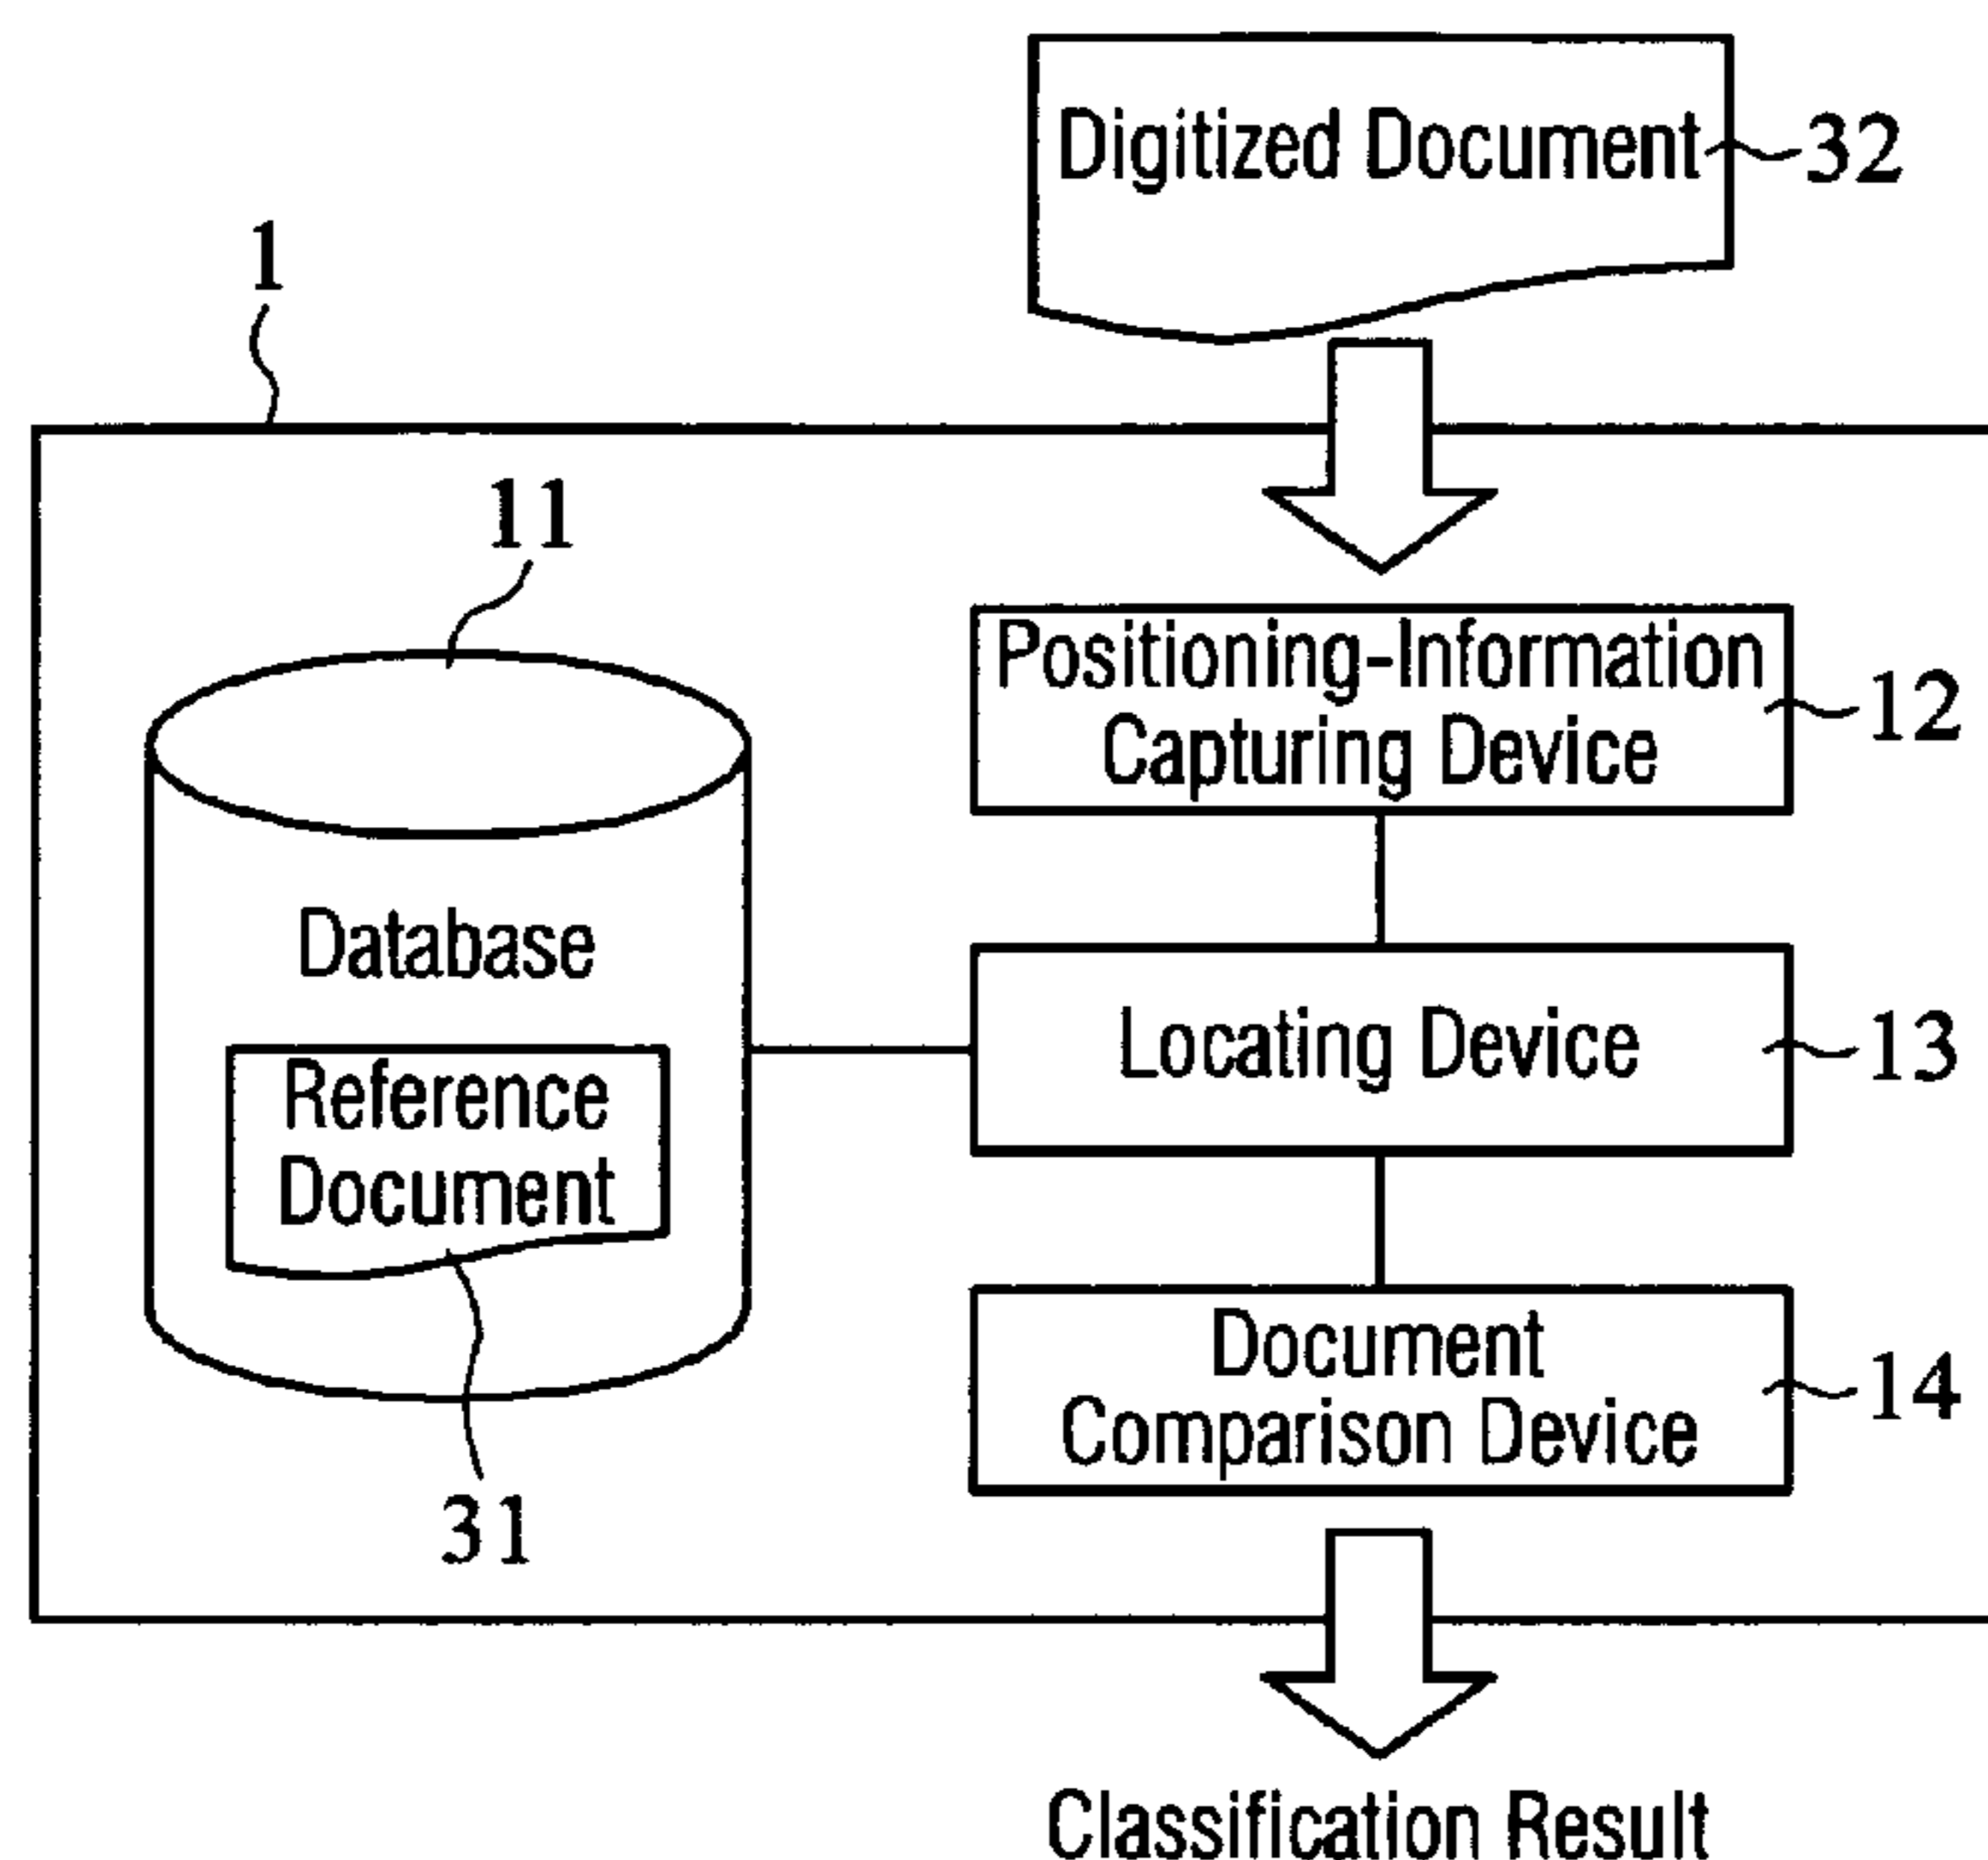 Digitized Document
32
1
11
Positioning-Information
Capturing Device
12
Database
Locating Device
13
Reference
Document
31
Document
Comparison Device
14
Classification Result